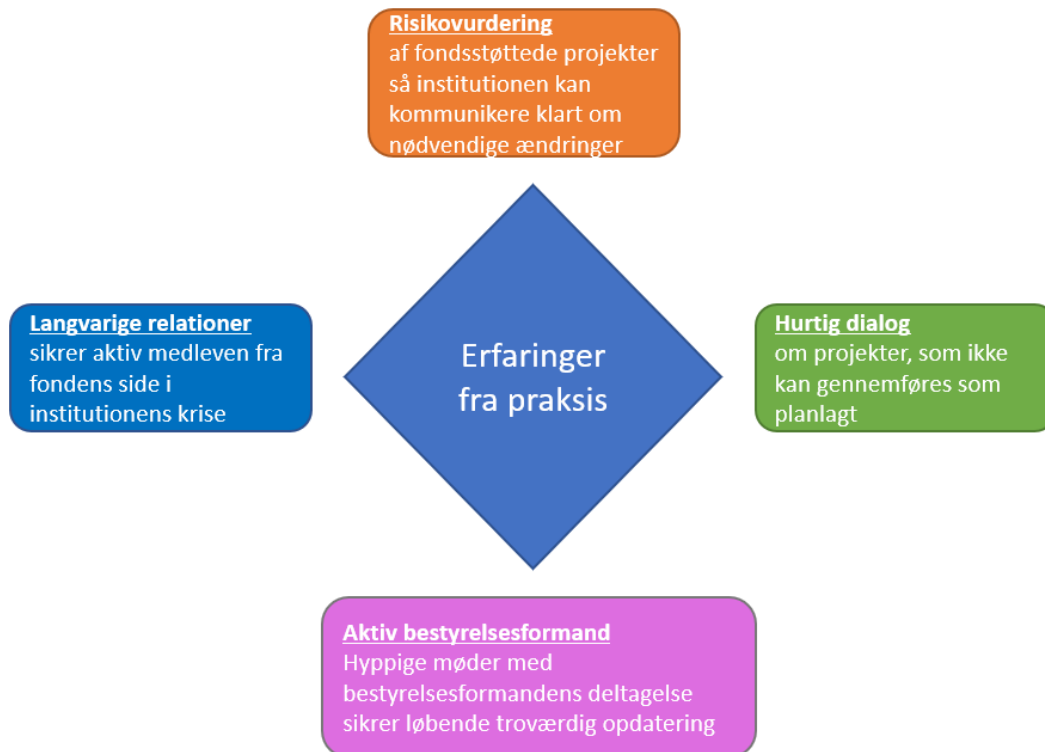 Risikovurdering
af fondsstøttede projekter
så institutionen kan
kommunikere klart om
nødvendige ændringer
Langvarige relationer
sikrer aktiv medleven fra
fondens side i
institutionens krise
Erfaringer
fra praksis
Hurtig dialog
om projekter, som ikke
kan gennemføres som
planlagt
Aktiv bestyrelsesformand
Hyppige møder med
bestyrelsesformandens deltagelse
sikrer løbende troværdig opdatering